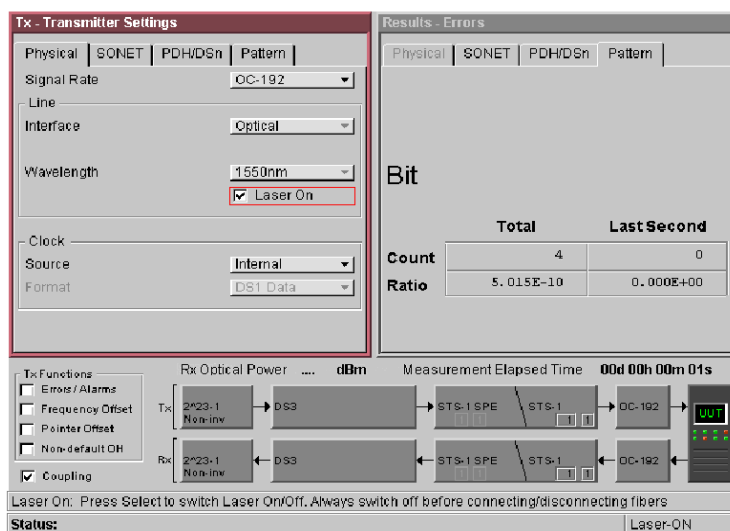 Tx - Transmitter Settings
Physical SONET PDH/DSn Pattern
Signal Rate OC-192
Line
Interface Optical
Wavelength 1550nm
Laser On
Clock
Source Internal
Format DS1 Data
Results - Errors
Physical SONET PDH/DSn Pattern
Bit
Total Last Second
Count 4 0
Ratio 5.015E-10 0.000E+00
Tx Functions
Errors / Alarms
Frequency Offset
Pointer Offset
Non-default OH
Coupling
Rx Optical Power .... dBm Measurement Elapsed Time 00d 00h 00m 01s
Tx 2^23-1 Non-inv DS3 STS-1 SPE STS-1 1 1 OC-192 UUT
Rx 2^23-1 Non-inv DS3 STS-1 SPE 1 1 STS-1 1 1 OC-192
Laser On: Press Select to switch Laser On/Off. Always switch off before connecting/disconnecting fibers
Status: Laser-ON